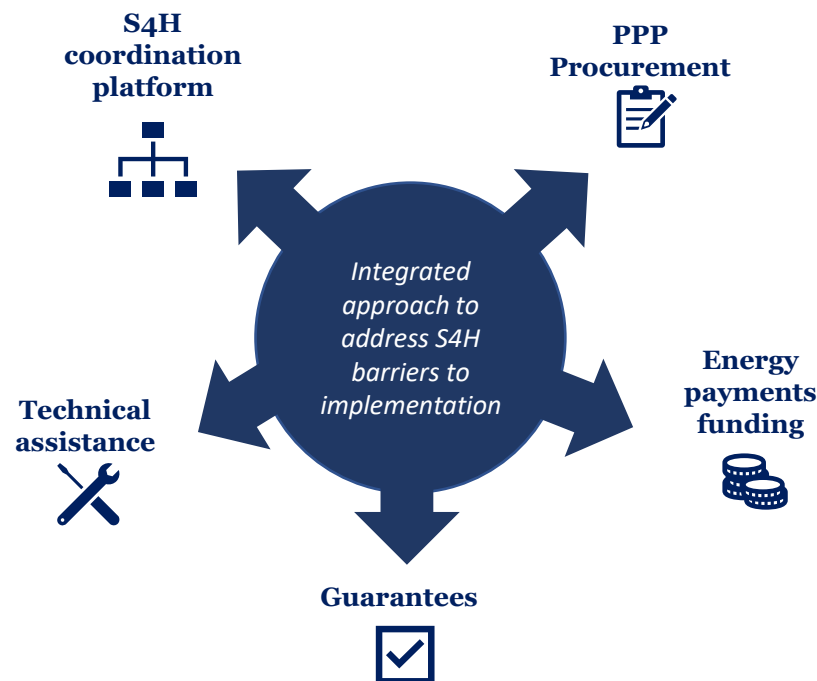 S4H
coordination
platform
PPP
Procurement
Integrated
approach to
address S4H
barriers to
implementation
Energy
payments
funding
Technical
assistance
Guarantees